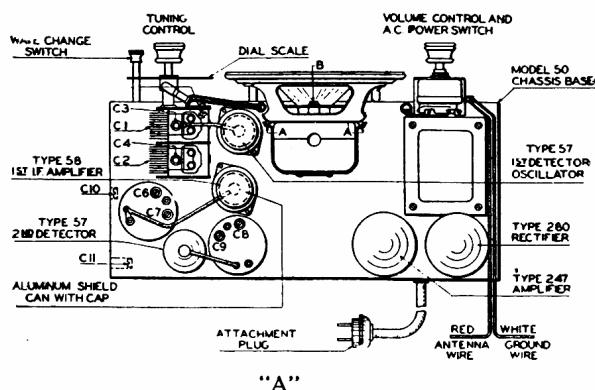 TUNING
CONTROL
VOLUME CONTROL AND
A.C. POWER SWITCH
WAVE CHANGE
SWITCH
DIAL SCALE
B
MODEL 50
CHASSIS BASE
C3
C1
C4
C2
A
A
TYPE 57
1ST DETECTOR
OSCILLATOR
TYPE 58
1ST I.F. AMPLIFIER
C10
C6
C7
TYPE 57
2ND DETECTOR
C8
C9
TYPE 280
RECTIFIER
C11
TYPE 247
AMPLIFIER
ALUMINUM SHIELD
CAN WITH CAP
ATTACHMENT
PLUG
RED
ANTENNA
WIRE
WHITE
GROUND
WIRE
"A"